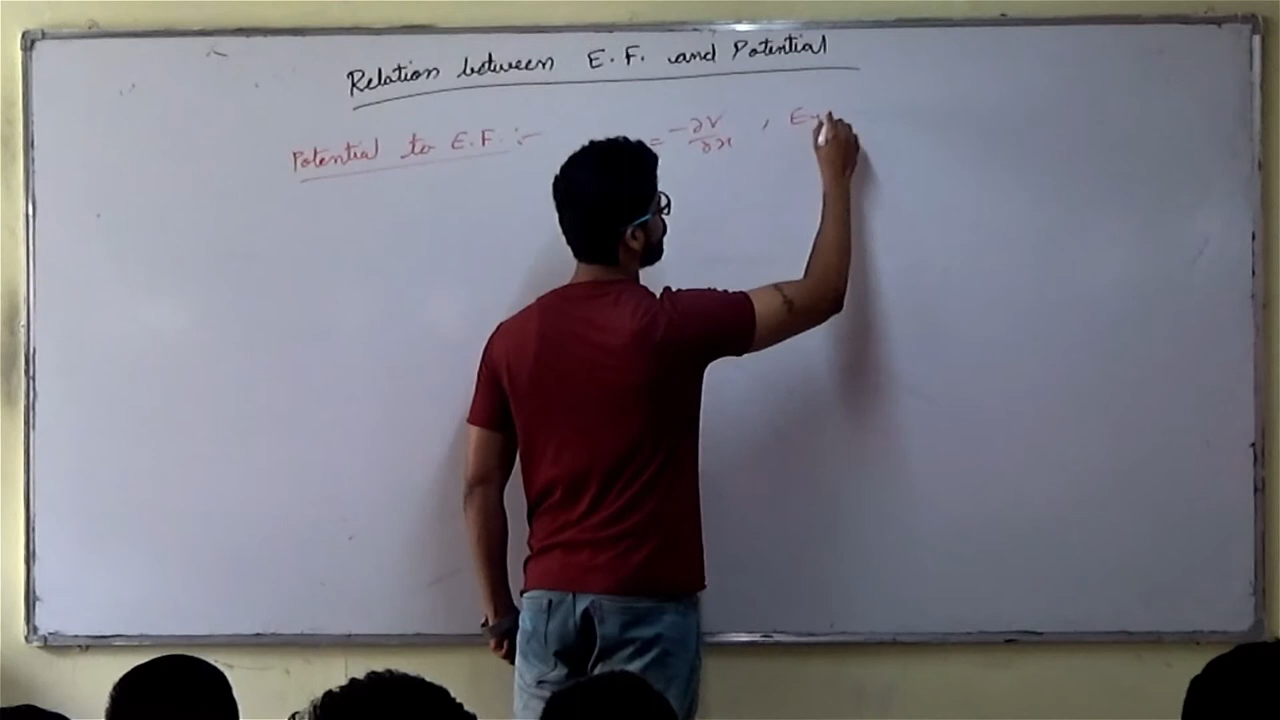 Relation between E.F. and Potential
Potential to E.F. :- = -∂V/∂x , E